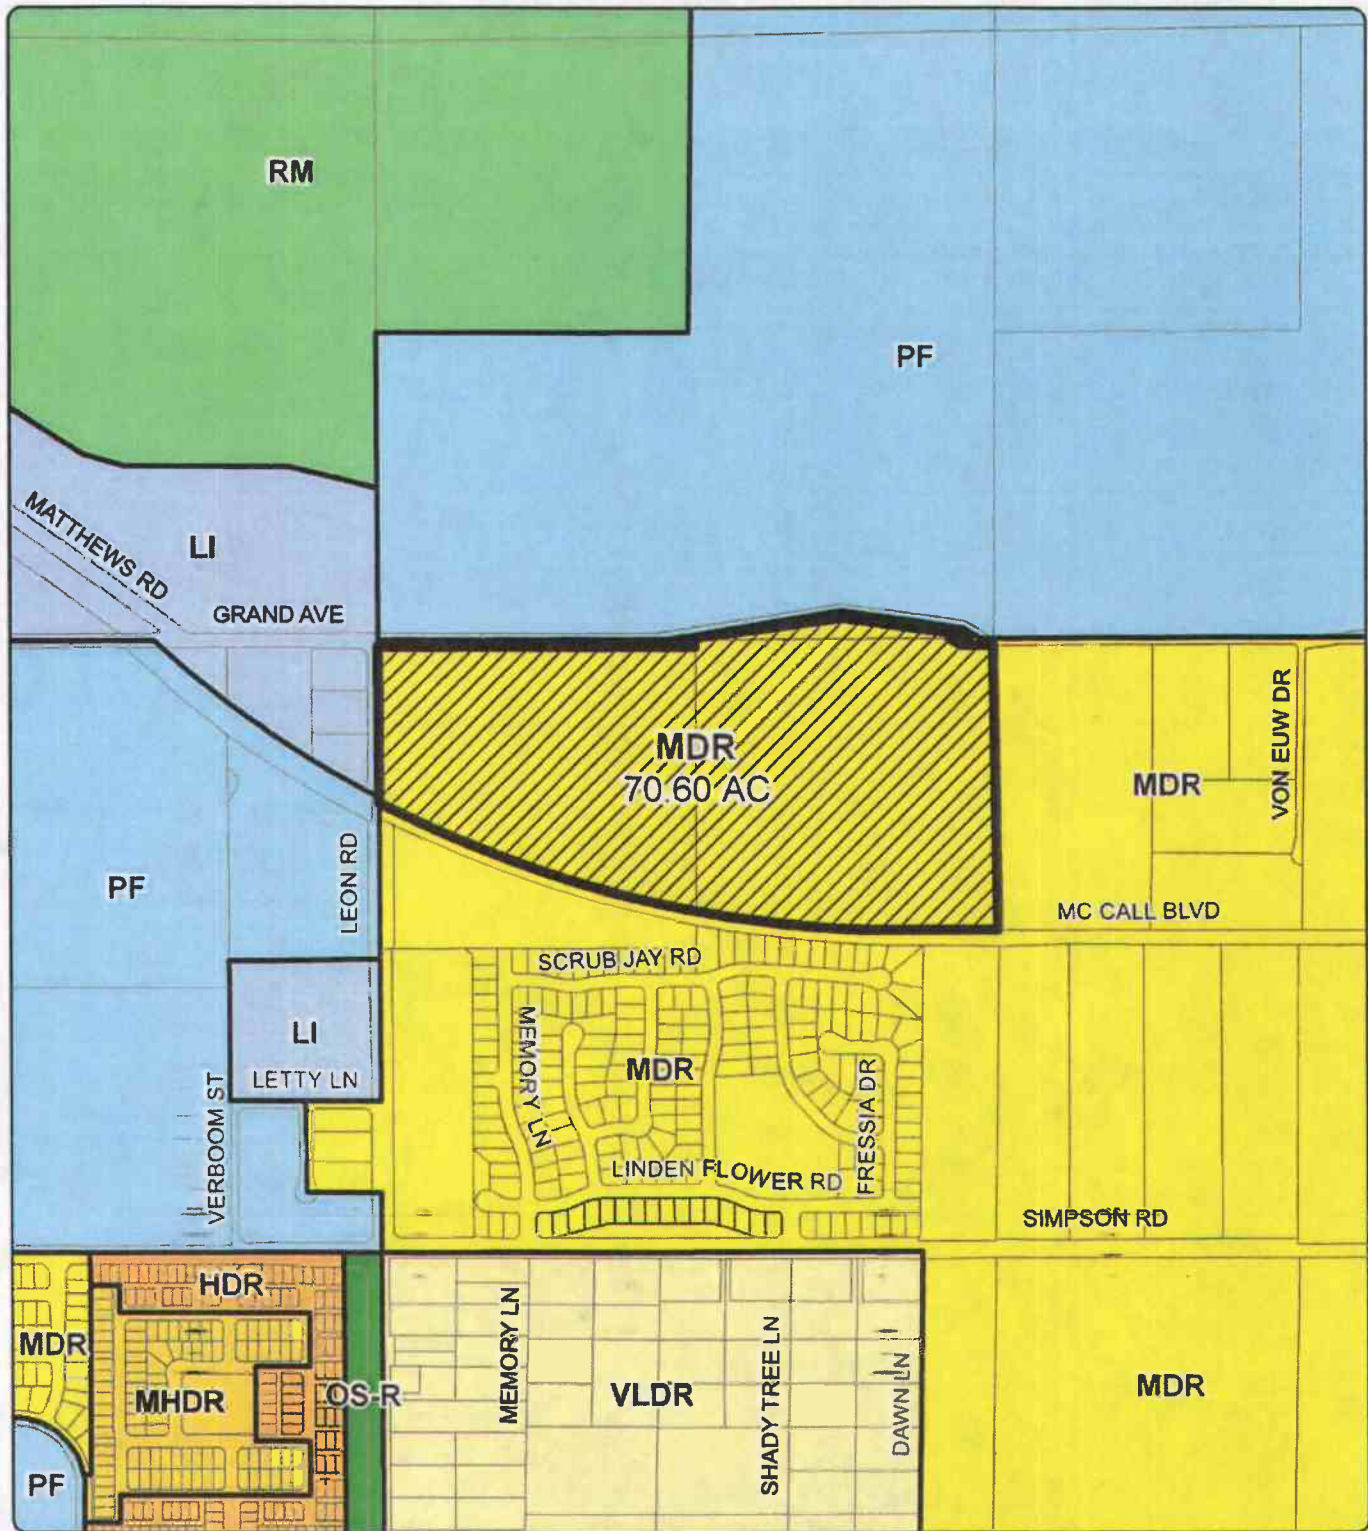 RM
PF
MATTHEWS RD
LI
GRAND AVE
MDR
70.60 AC
MDR
VON EUW DR
PF
LEON RD
MC CALL BLVD
SCRUB JAY RD
LI
LETTY LN
MEMORY LN
MDR
FRESSIA DR
VERBOOM ST
LINDEN FLOWER RD
SIMPSON RD
HDR
MDR
MHDR
OS-R
MEMORY LN
VLDR
SHADY TREE LN
DAWN LN
MDR
PF